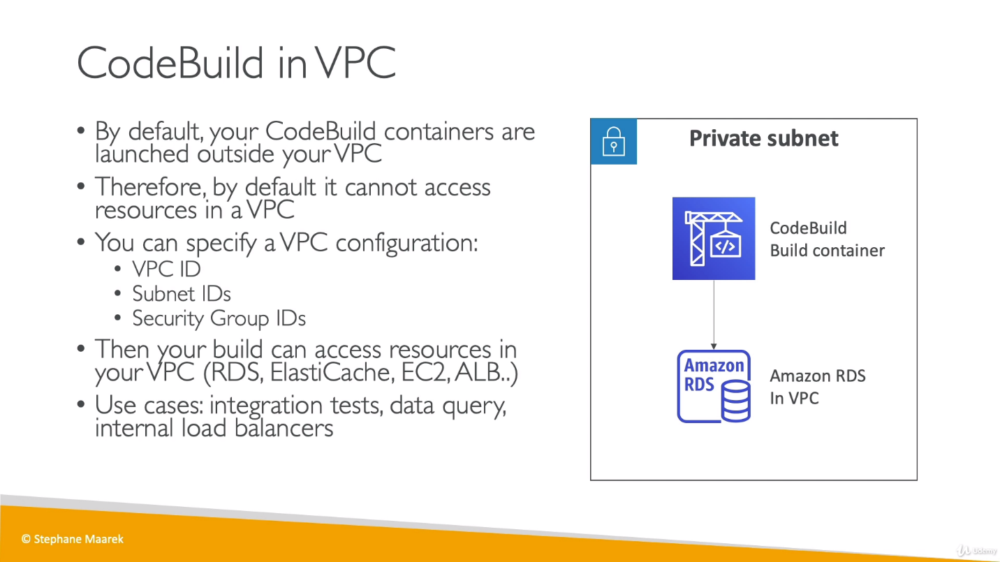 CodeBuild in VPC
• By default, your CodeBuild containers are
launched outside your VPC
• Therefore, by default it cannot access
resources in a VPC
• You can specify a VPC configuration:
• VPC ID
• Subnet IDs
• Security Group IDs
• Then your build can access resources in
your VPC (RDS, ElastiCache, EC2, ALB..)
• Use cases: integration tests, data query,
internal load balancers
Private subnet
</>
CodeBuild
Build container
Amazon
RDS
Amazon RDS
In VPC
© Stephane Maarek
Udemy